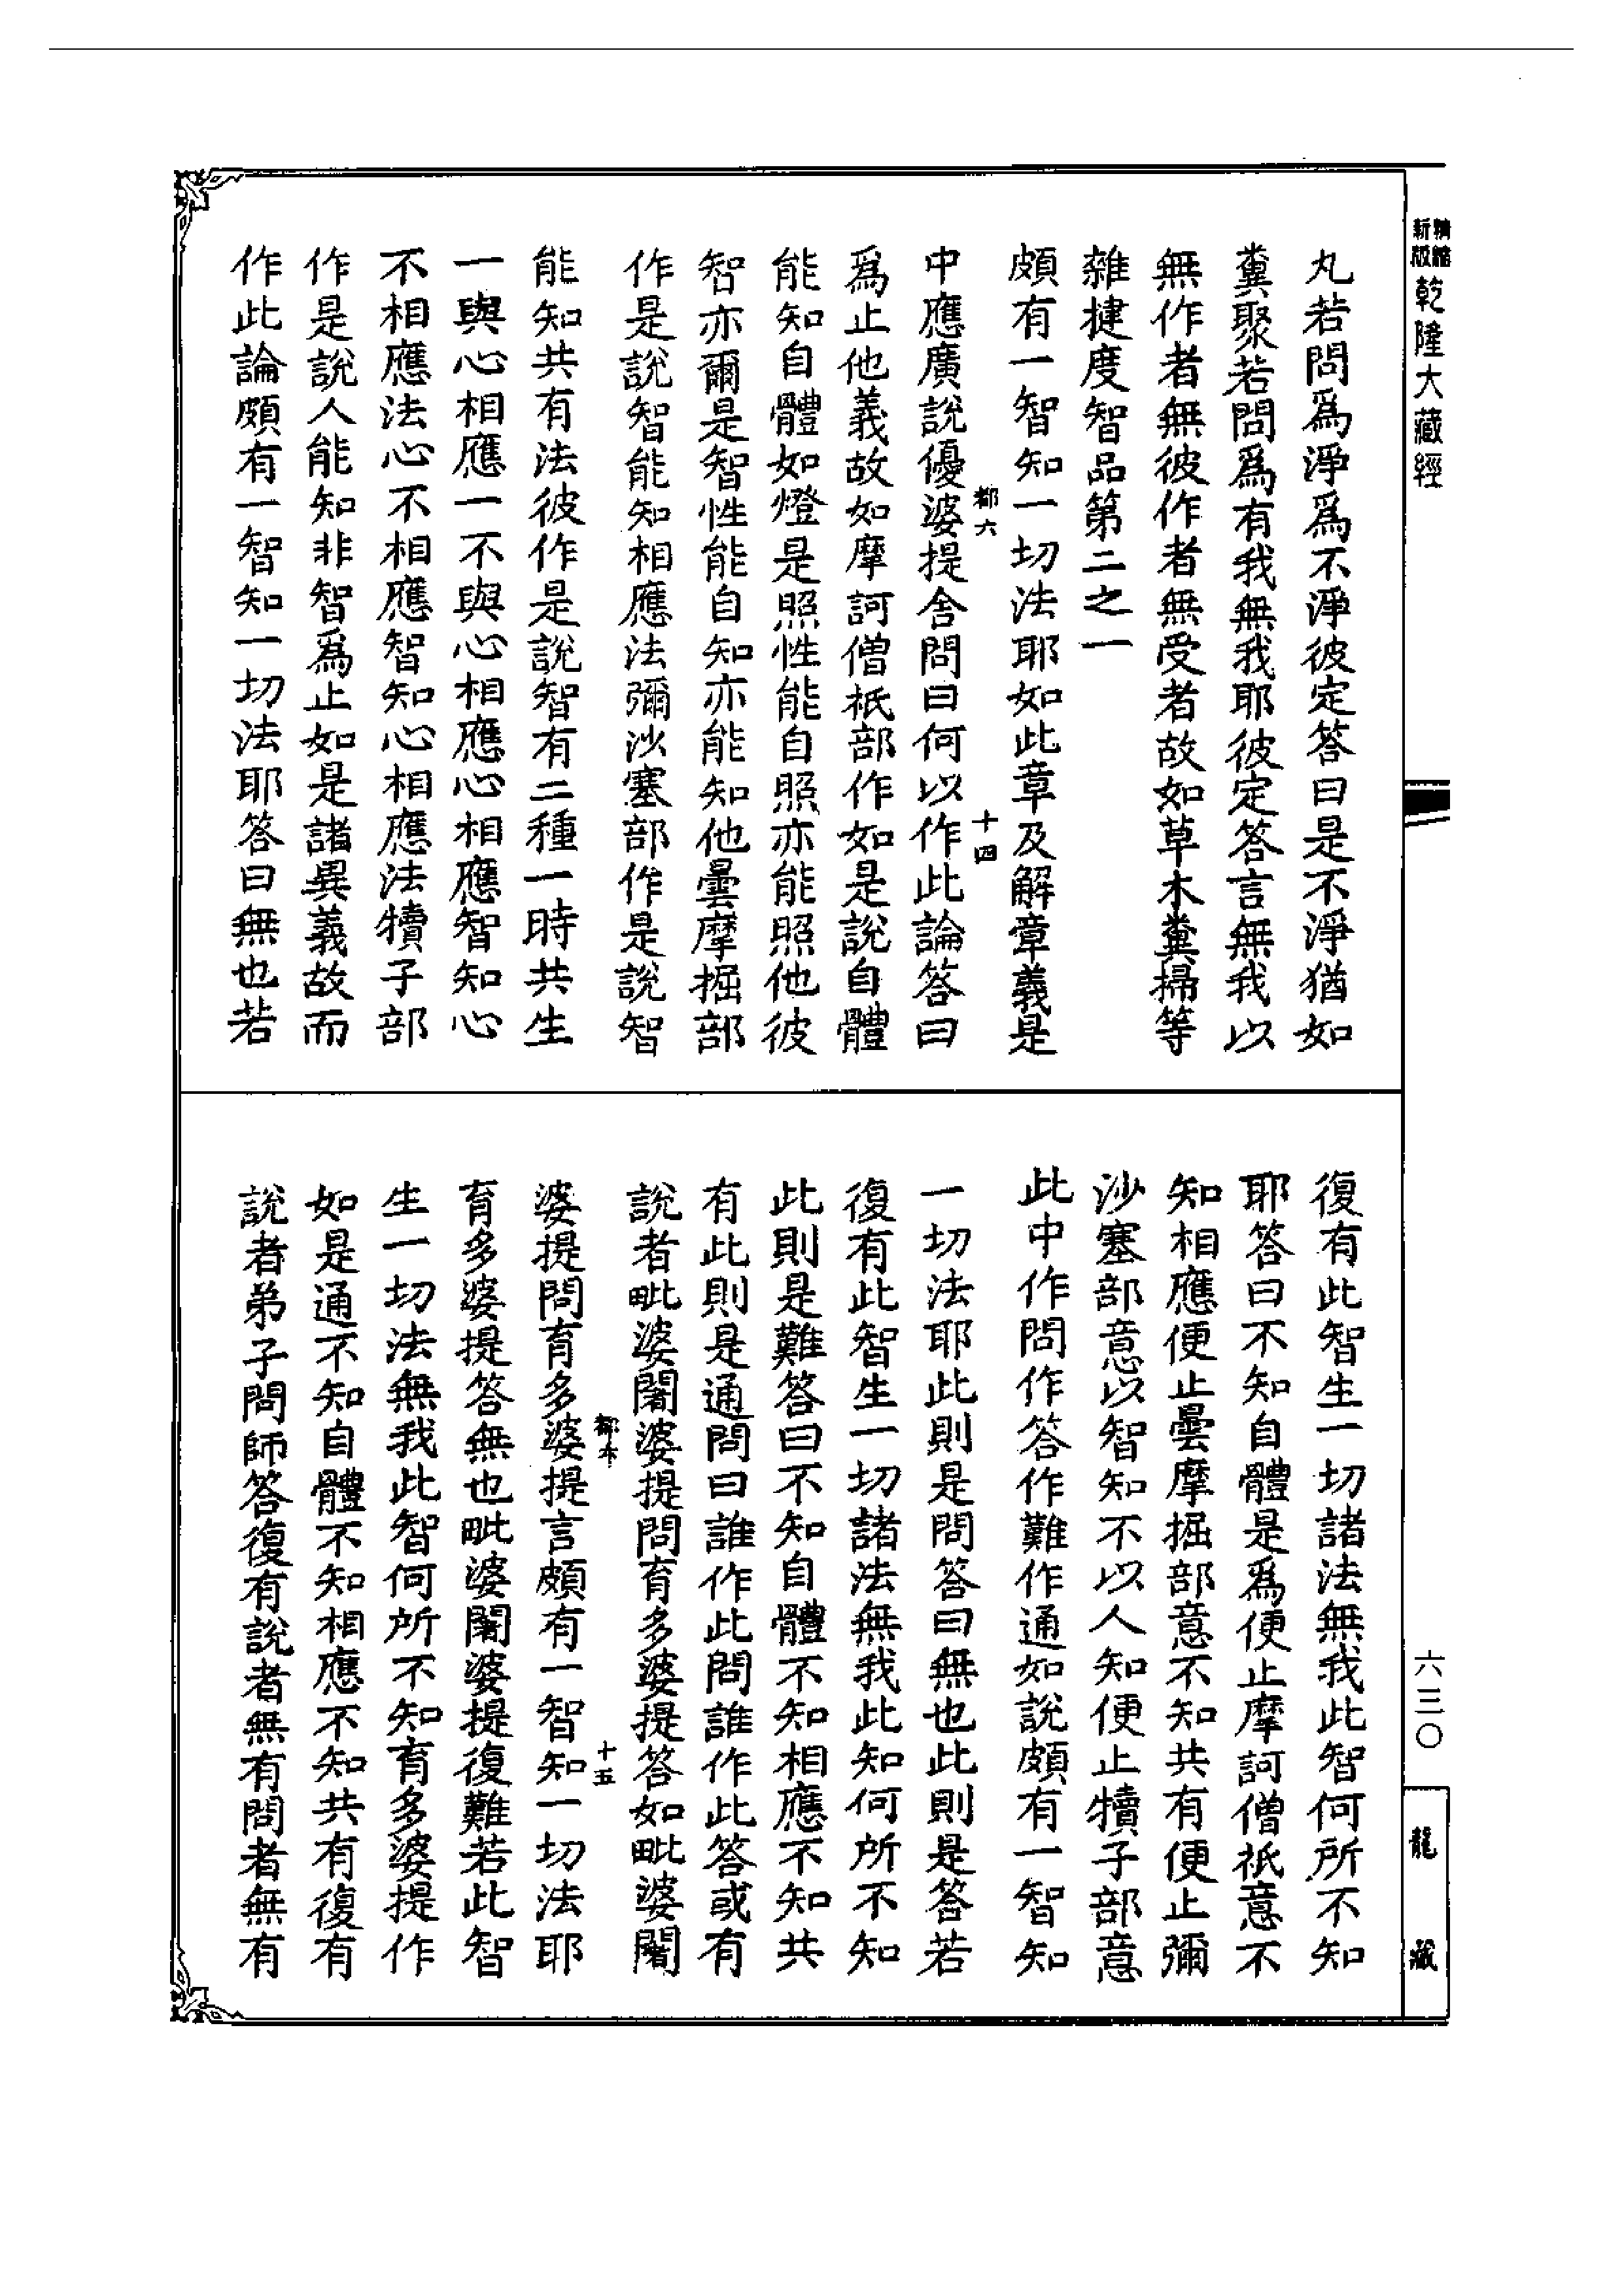 精縮
新版
乾隆大藏經
丸若問爲淨爲不淨彼定答曰是不淨猶如
糞聚若問爲有我無我耶彼定答言無我以
無作者無彼作者無受者故如草木糞掃等
雜揵度智品第二之一
頗有一智知一切法耶如此章及解章義是
都六
十四
中應廣說優婆提舍問曰何以作此論答曰
爲止他義故如摩訶僧祇部作如是說自體
能知自體如燈是照性能自照亦能照他彼
智亦爾是智性能自知亦能知他曇摩掘部
作是說智能知相應法彌沙塞部作是說智
能知共有法彼作是說智有二種一時共生
一與心相應一不與心相應心相應智知心
不相應法心不相應智知心相應法犢子部
作是說人能知非智爲止如是諸異義故而
作此論頗有一智知一切法耶答曰無也若
復有此智生一切諸法無我此智何所不知
耶答曰不知自體是爲便止摩訶僧祇意不
知相應便止曇摩掘部意不知共有便止彌
沙塞部意以智知不以人知便止犢子部意
此中作問作答作難作通如說頗有一智知
一切法耶此則是問答曰無也此則是答若
復有此智生一切諸法無我此知何所不知
此則是難答曰不知自體不知相應不知共
有此則是通問曰誰作此問誰作此答或有
說者毗婆闍婆提問育多婆提答如毗婆闍
都六
十五
婆提問育多婆提言頗有一智知一切法耶
育多婆提答無也毗婆闍婆提復難若此智
生一切法無我此智何所不知育多婆提作
如是通不知自體不知相應不知共有復有
說者弟子問師答復有說者無有問者無有
六三〇
龍藏